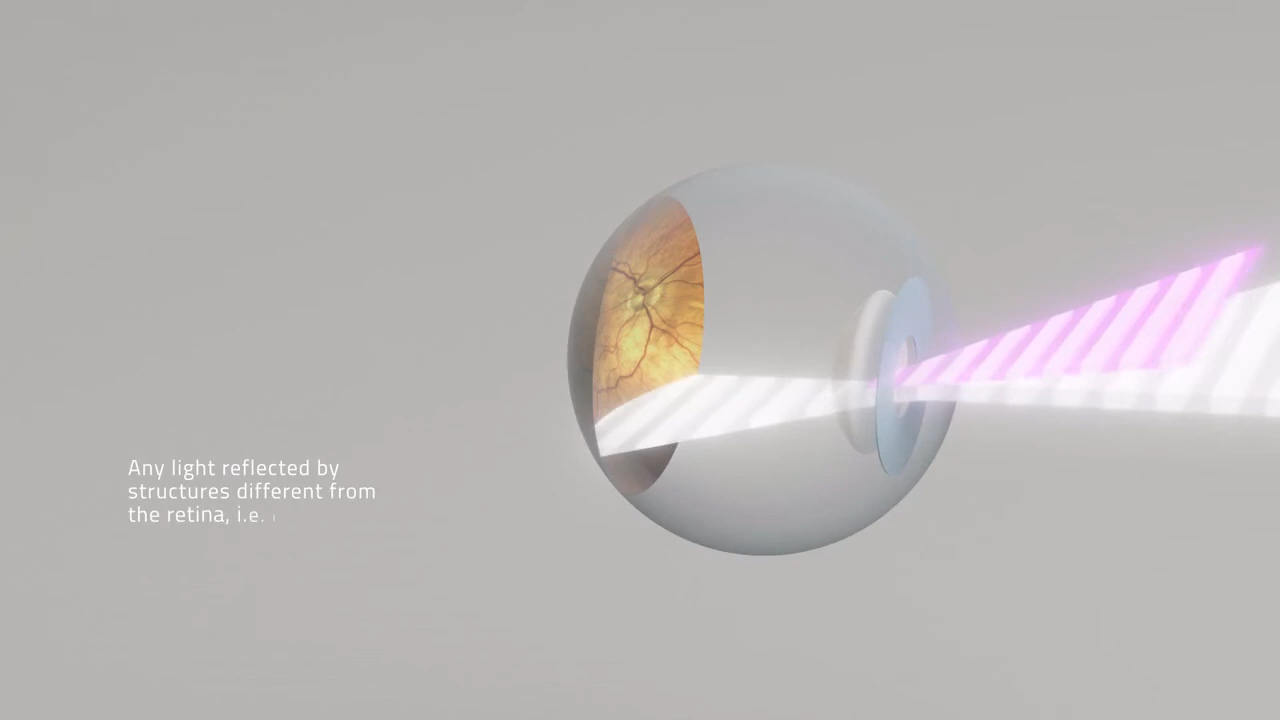 Any light reflected by
structures different from
the retina, i.e.